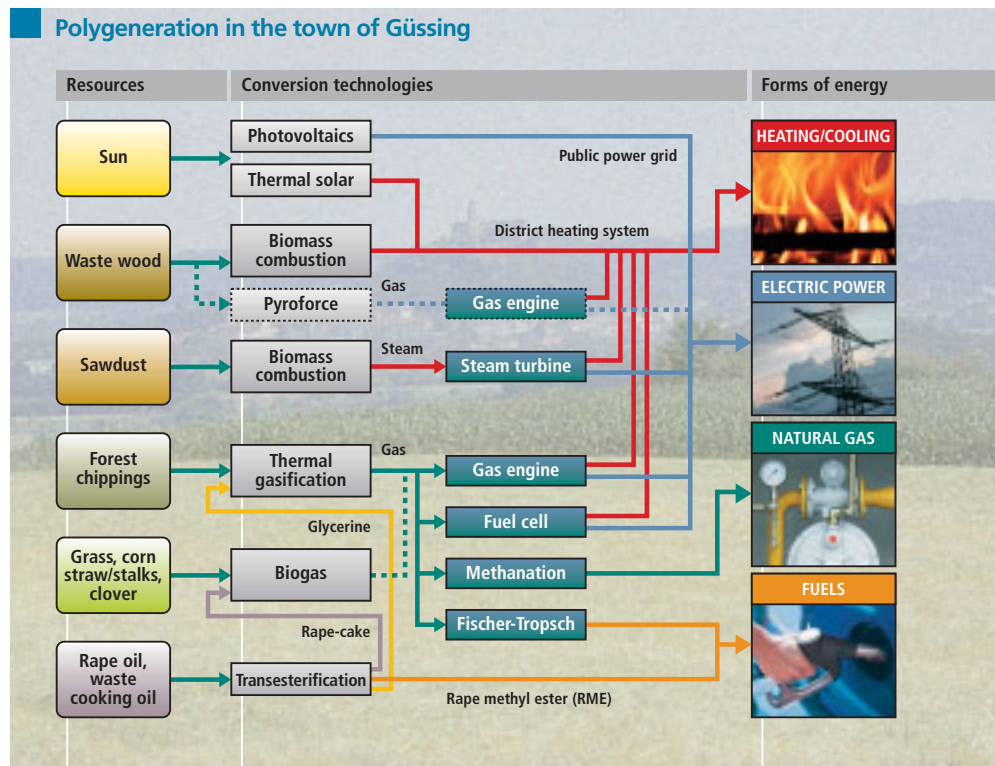 Polygeneration in the town of Güssing
Resources
Conversion technologies
Forms of energy
Sun
Photovoltaics
Thermal solar
Public power grid
HEATING/COOLING
Waste wood
Biomass
combustion
District heating system
Pyroforce
Gas
Gas engine
ELECTRIC POWER
Sawdust
Biomass
combustion
Steam
Steam turbine
Forest
chippings
Thermal
gasification
Gas
Gas engine
NATURAL GAS
Glycerine
Fuel cell
Grass, corn
straw/stalks,
clover
Biogas
Methanation
FUELS
Rape-cake
Fischer-Tropsch
Rape oil,
waste
cooking oil
Transesterification
Rape methyl ester (RME)